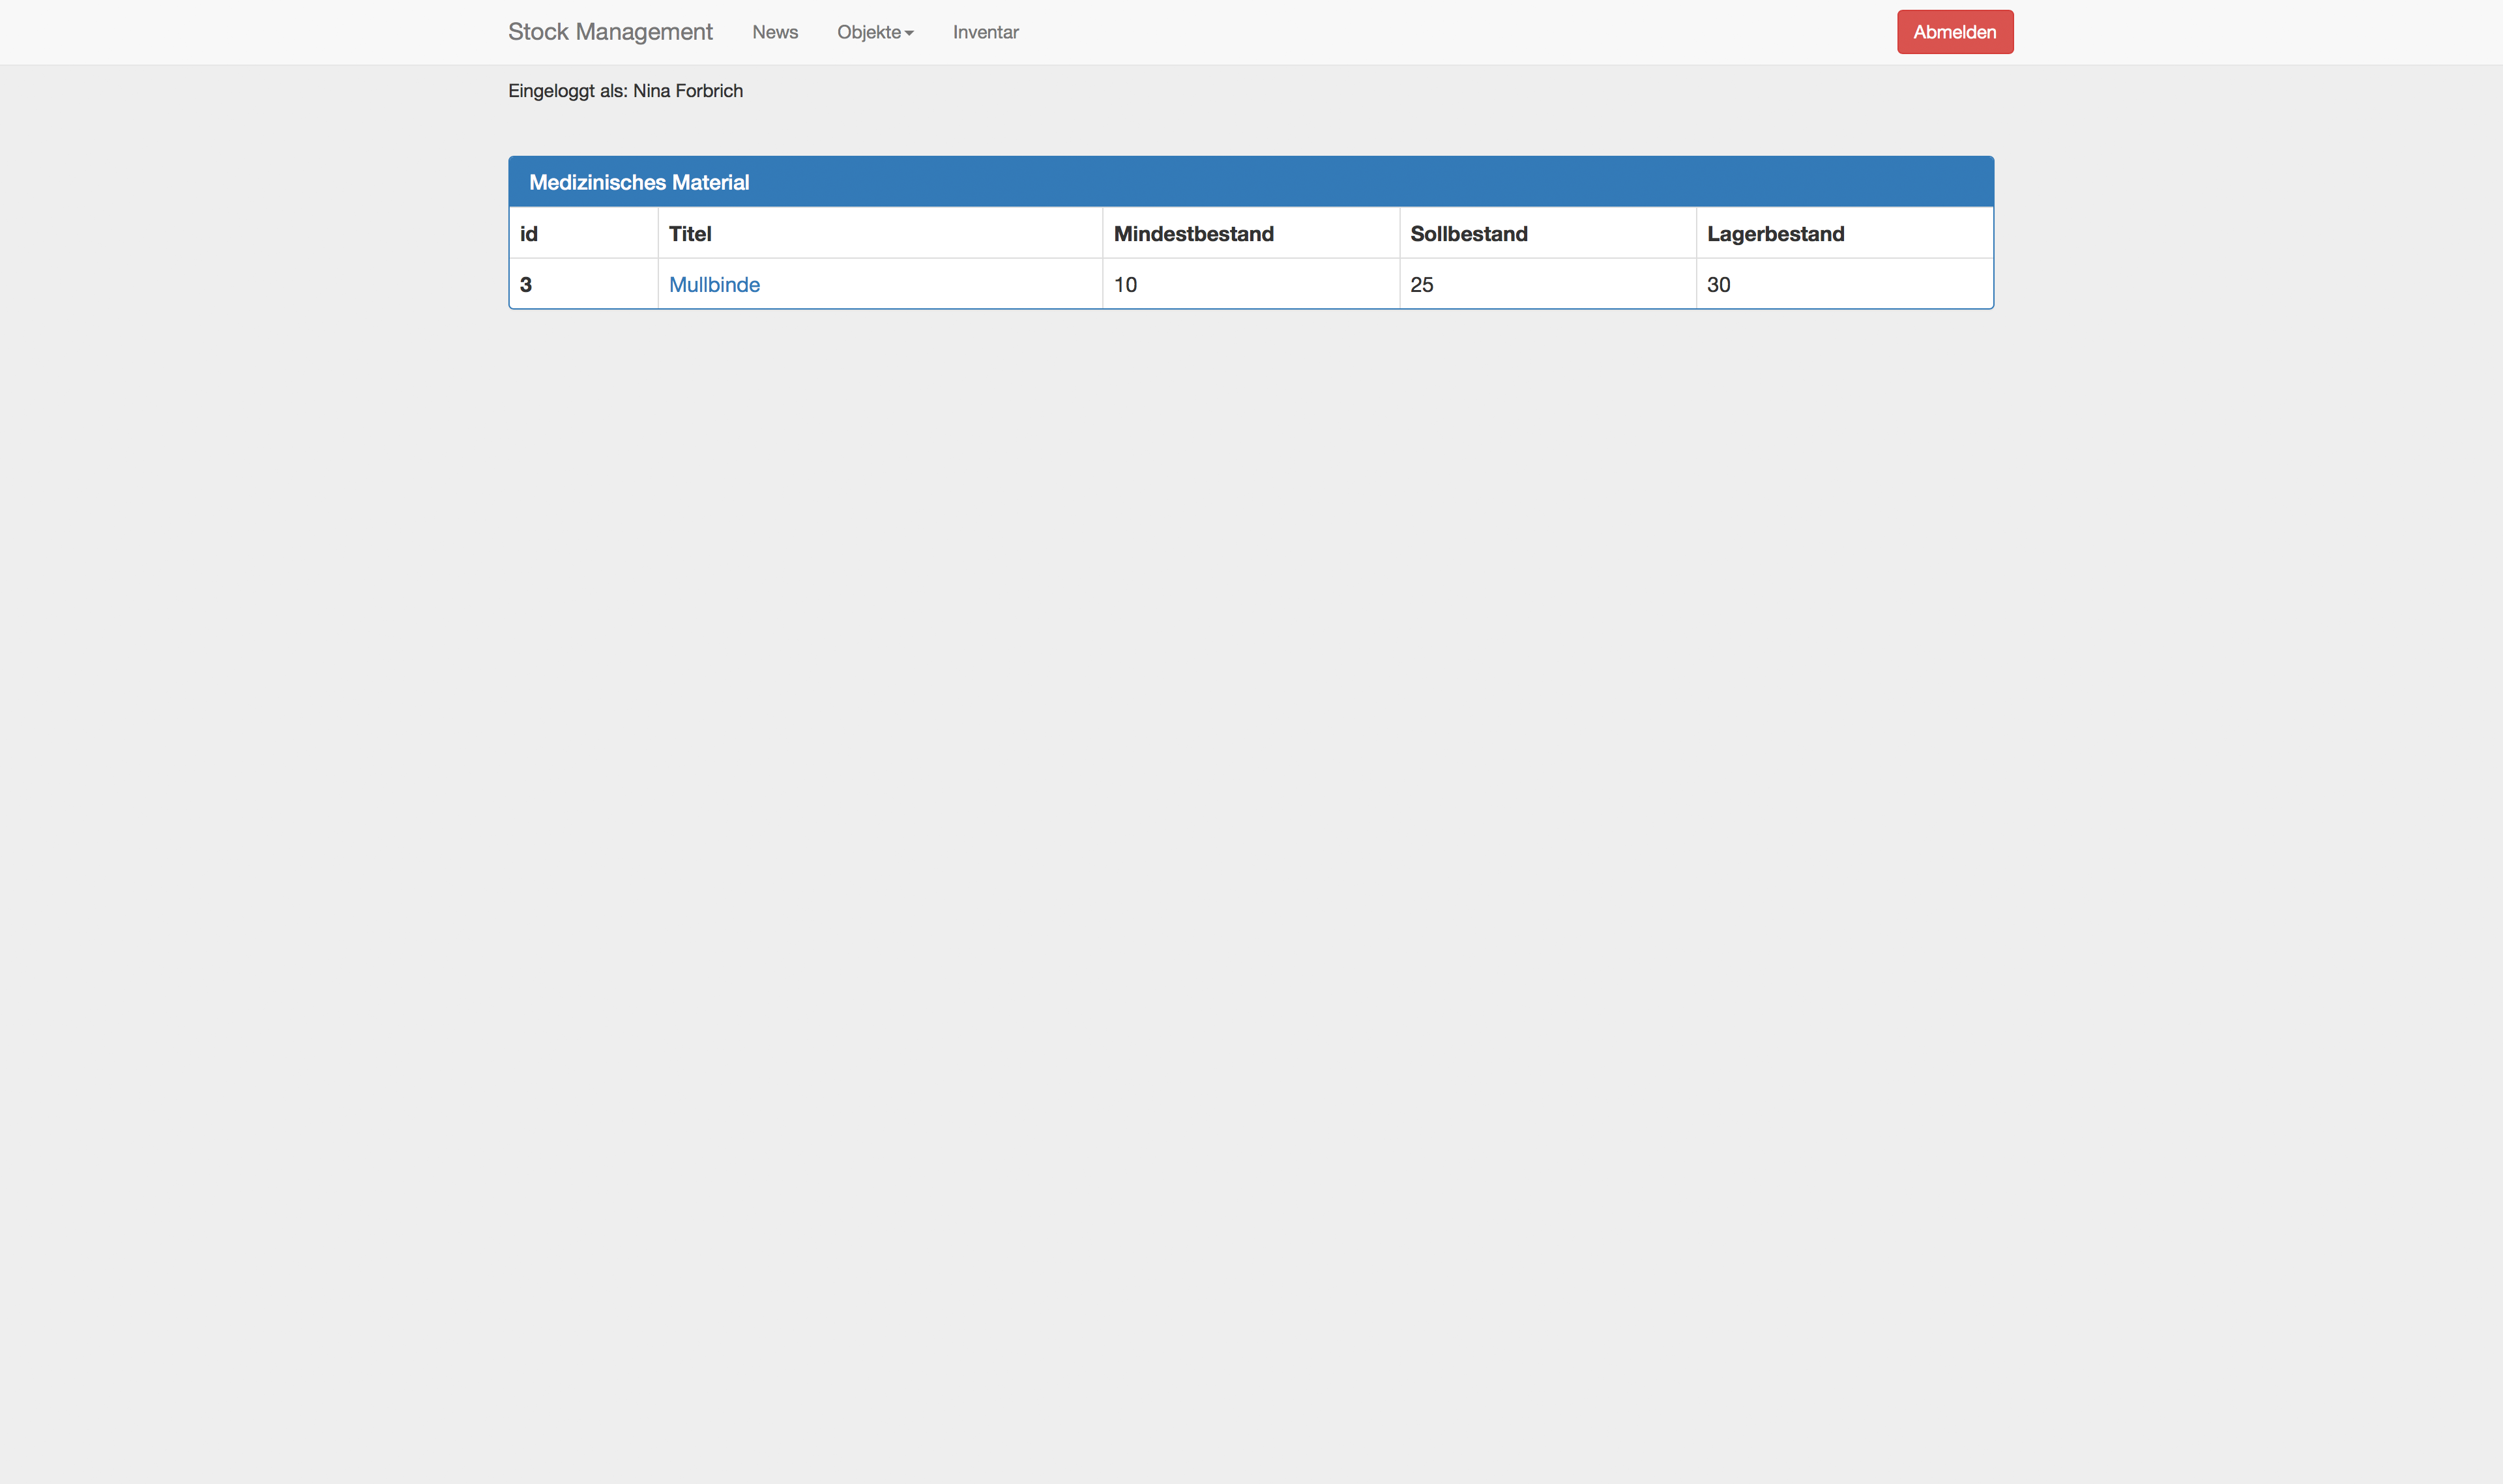 Stock Management News Objekte Inventar Abmelden
Eingeloggt als: Nina Forbrich
Medizinisches Material
id Titel Mindestbestand Sollbestand Lagerbestand
3 Mullbinde 10 25 30